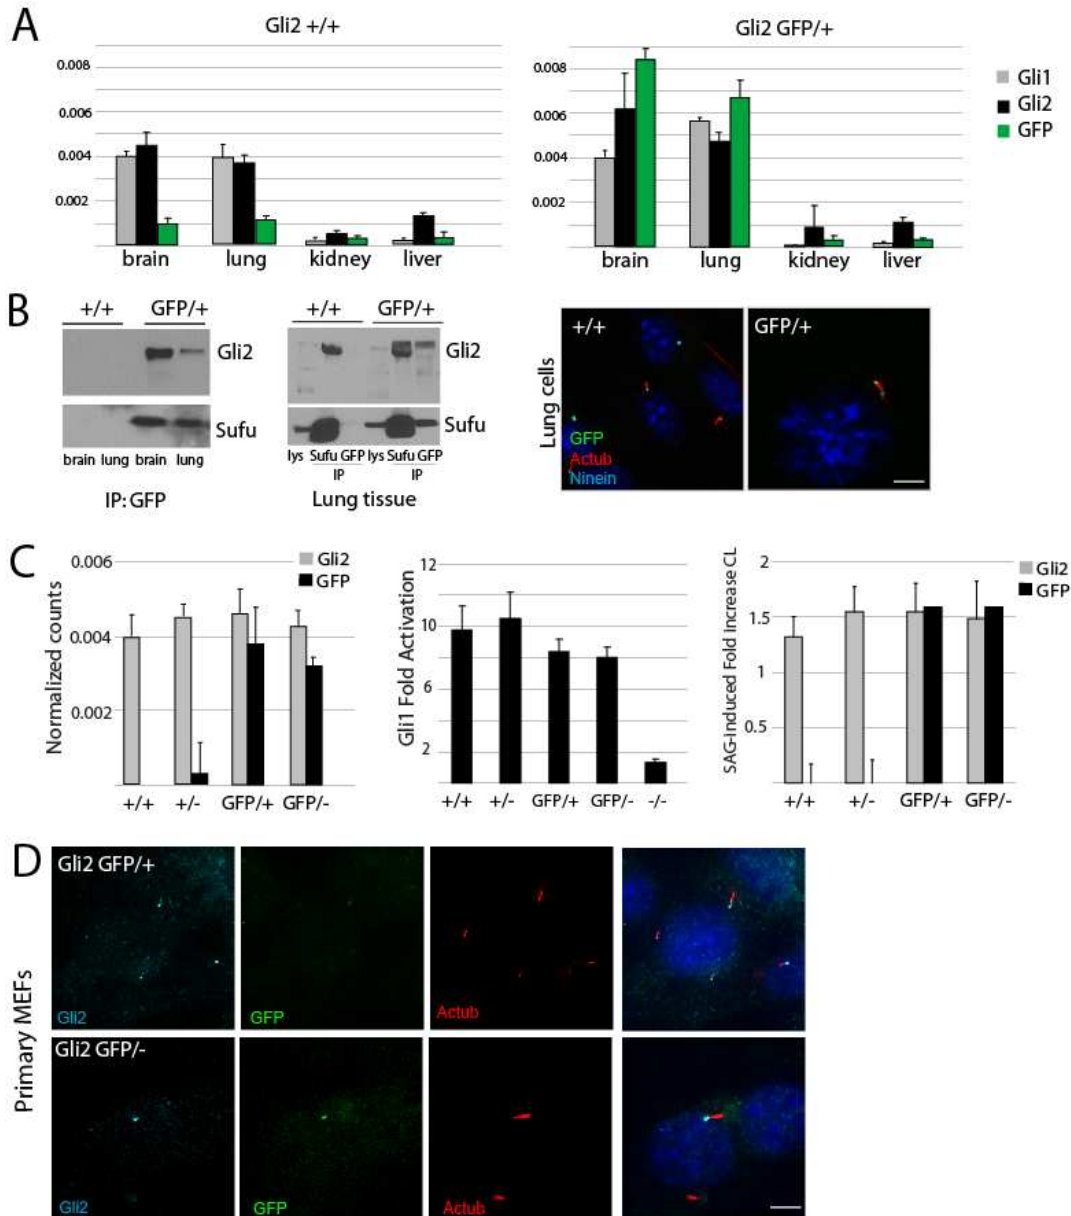 A
Gli2 +/+
0.008
0.006
0.004
0.002
brain lung kidney liver
Gli2 GFP/+
0.008
0.006
0.004
0.002
brain lung kidney liver
Gli1
Gli2
GFP
B
+/+ GFP/+
Gli2
Sufu
brain lung brain lung
IP: GFP
+/+ GFP/+
Gli2
Sufu
lys Sufu GFP lys Sufu GFP
IP IP
Lung tissue
Lung cells
+/+
GFP
Actub
Ninein
GFP/+
C
Normalized counts
0.006
0.004
0.002
Gli2
GFP
+/+ +/- GFP/+ GFP/-
Gli1 Fold Activation
12
10
6
2
+/+ +/- GFP/+ GFP/- -/-
SAG-Induced Fold Increase CL
2
1.5
1
0.5
Gli2
GFP
+/+ +/- GFP/+ GFP/-
D
Primary MEFs
Gli2 GFP/+
Gli2
GFP
Actub
Gli2 GFP/-
Gli2
GFP
Actub